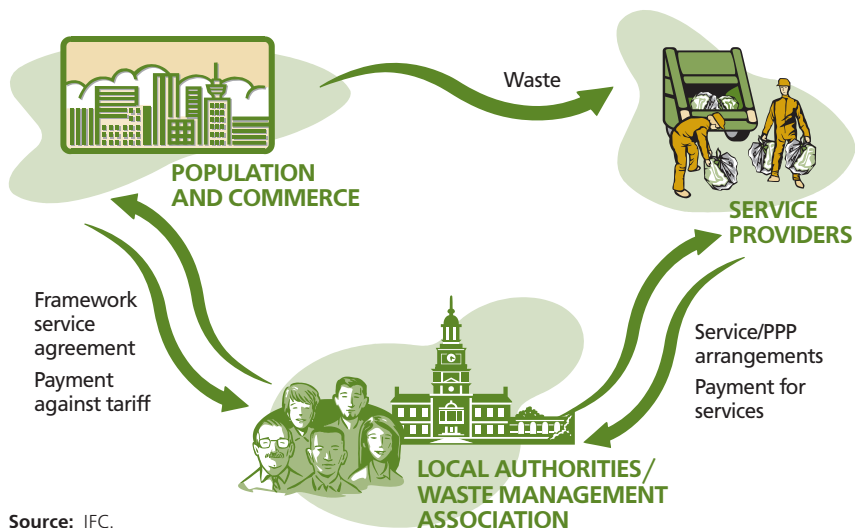 Waste
POPULATION
AND COMMERCE
SERVICE
PROVIDERS
Framework
service
agreement
Payment
against tariff
Service/PPP
arrangements
Payment for
services
LOCAL AUTHORITIES/
WASTE MANAGEMENT
ASSOCIATION
Source: IFC.